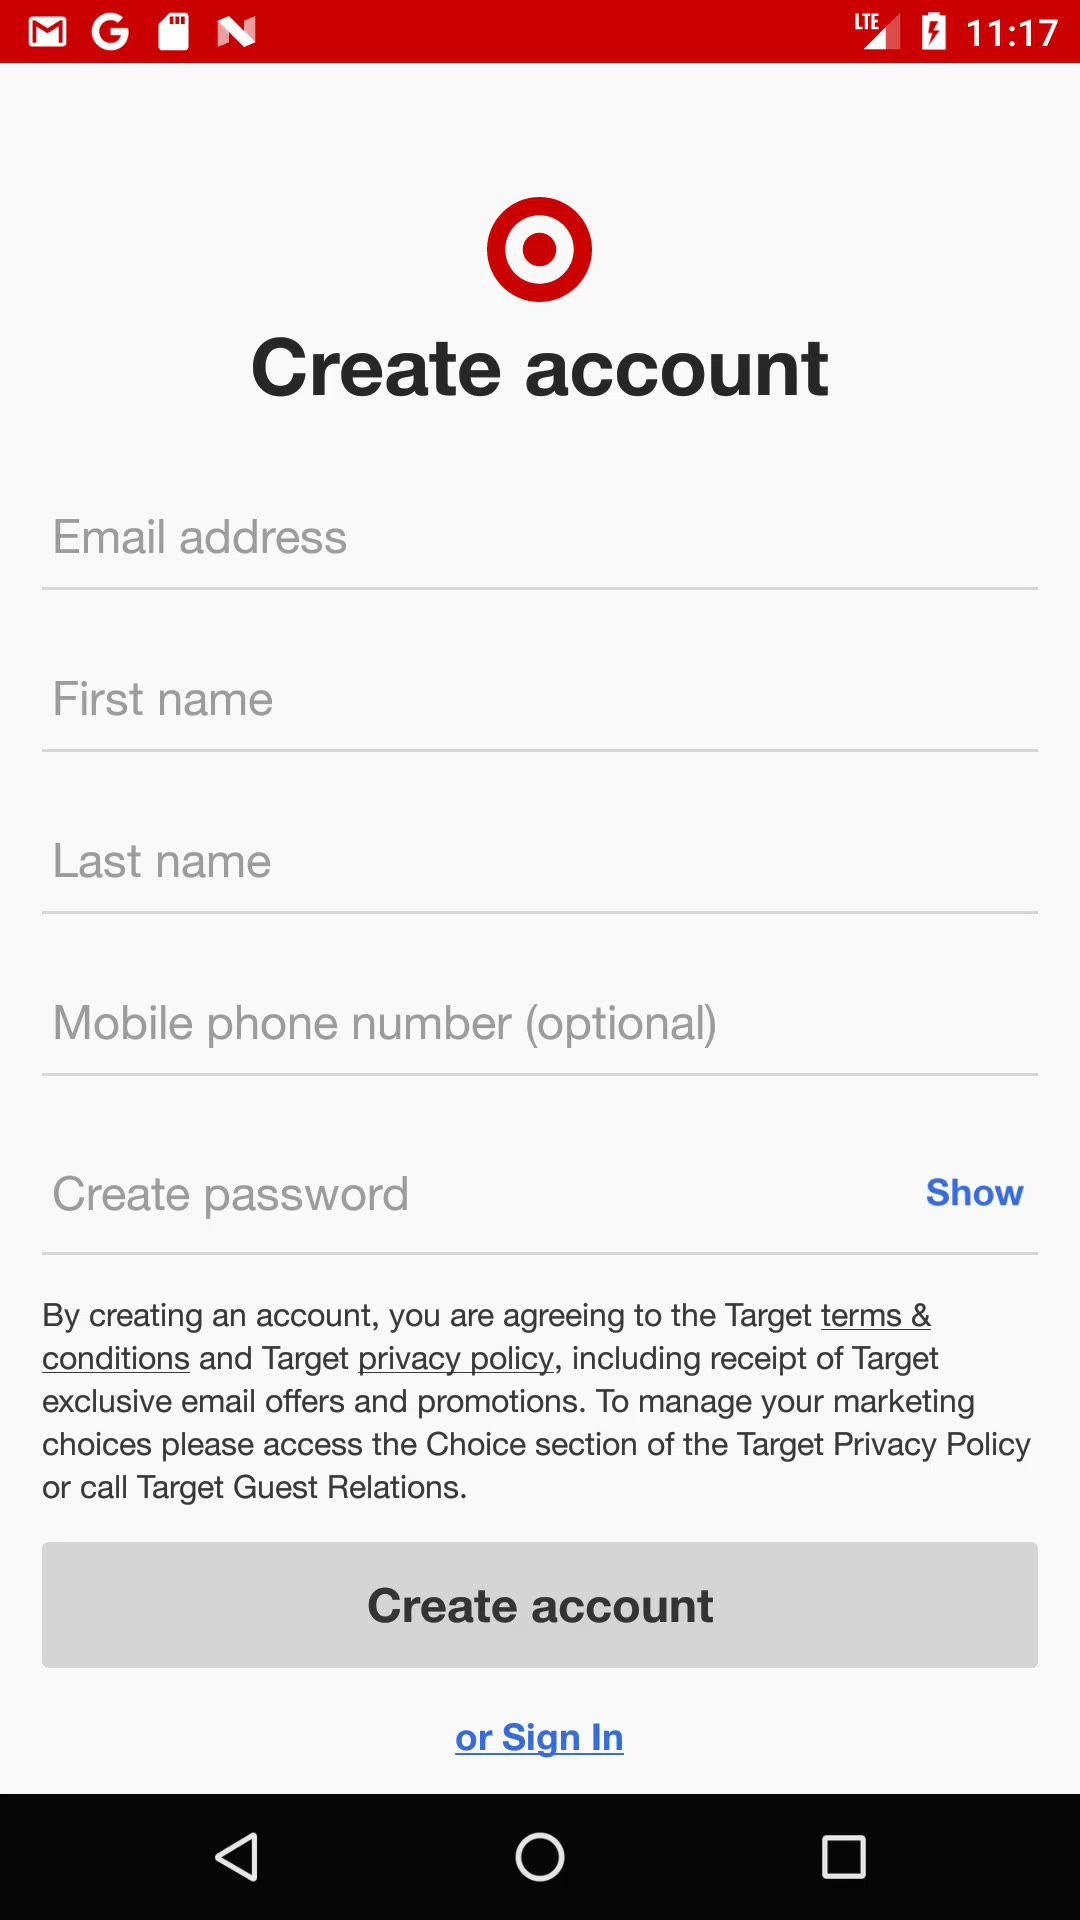 LTE 11:17
Create account
Email address
First name
Last name
Mobile phone number (optional)
Create password Show
By creating an account, you are agreeing to the Target terms &
conditions and Target privacy policy, including receipt of Target
exclusive email offers and promotions. To manage your marketing
choices please access the Choice section of the Target Privacy Policy
or call Target Guest Relations.
Create account
or Sign In